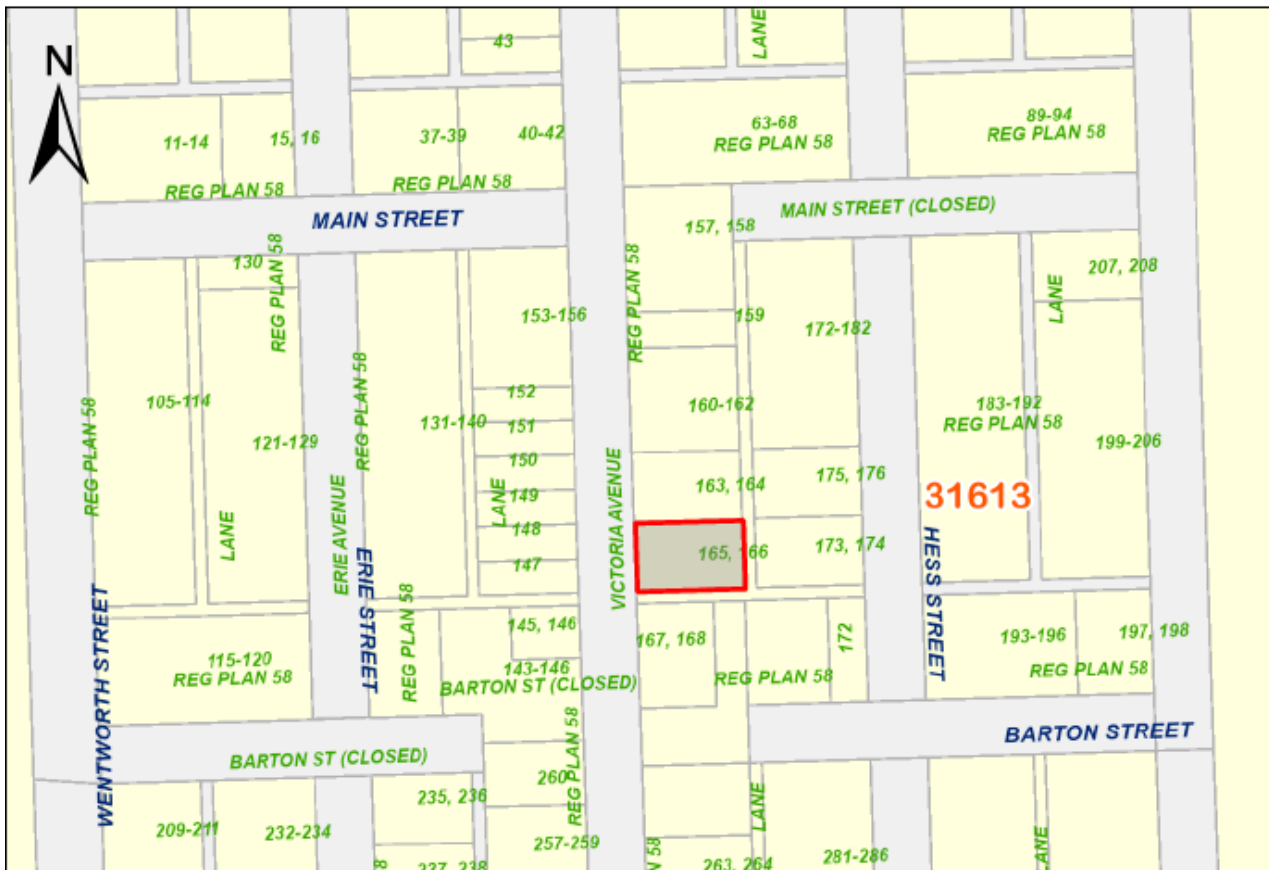 43
LANE
N
11-14
15, 16
37-39
40-42
63-68
REG PLAN 58
89-94
REG PLAN 58
REG PLAN 58
REG PLAN 58
MAIN STREET
MAIN STREET (CLOSED)
157, 158
130
REG PLAN 58
REG PLAN 58
207, 208
LANE
153-156
159
172-182
REG PLAN 58
152
151
150
149
148
147
105-114
REG PLAN 58
121-129
131-140
160-162
183-192
REG PLAN 58
199-206
163, 164
175, 176
31613
LANE
ERIE AVENUE
LANE
VICTORIA AVENUE
165, 166
173, 174
HESS STREET
WENTWORTH STREET
ERIE STREET
REG PLAN 58
145, 146
143-146
167, 168
172
193-196
197, 198
115-120
REG PLAN 58
REG PLAN 58
REG PLAN 58
BARTON ST (CLOSED)
REG PLAN 58
BARTON STREET
BARTON ST (CLOSED)
260
235, 236
209-211
232-234
257-259
LANE
263, 264
281-286
237, 238